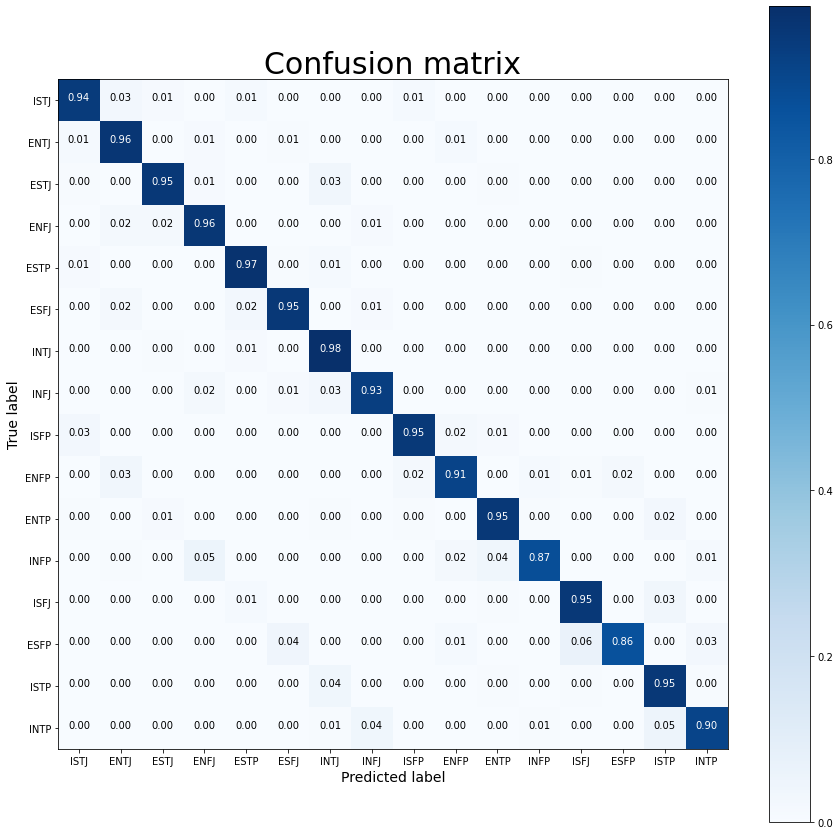 Confusion matrix
ISTJ 0.94 0.03 0.01 0.00 0.01 0.00 0.00 0.00 0.01 0.00 0.00 0.00 0.00 0.00 0.00 0.00
ENTJ 0.01 0.96 0.00 0.01 0.00 0.01 0.00 0.00 0.00 0.01 0.00 0.00 0.00 0.00 0.00 0.00
ESTJ 0.00 0.00 0.95 0.01 0.00 0.00 0.03 0.00 0.00 0.00 0.00 0.00 0.00 0.00 0.00 0.00
ENFJ 0.00 0.02 0.02 0.96 0.00 0.00 0.00 0.01 0.00 0.00 0.00 0.00 0.00 0.00 0.00 0.00
ESTP 0.01 0.00 0.00 0.00 0.97 0.00 0.01 0.00 0.00 0.00 0.00 0.00 0.00 0.00 0.00 0.00
ESFJ 0.00 0.02 0.00 0.00 0.02 0.95 0.00 0.01 0.00 0.00 0.00 0.00 0.00 0.00 0.00 0.00
INTJ 0.00 0.00 0.00 0.00 0.01 0.00 0.98 0.00 0.00 0.00 0.00 0.00 0.00 0.00 0.00 0.00
INFJ 0.00 0.00 0.00 0.02 0.00 0.01 0.03 0.93 0.00 0.00 0.00 0.00 0.00 0.00 0.00 0.01
ISFP 0.03 0.00 0.00 0.00 0.00 0.00 0.00 0.00 0.95 0.02 0.01 0.00 0.00 0.00 0.00 0.00
ENFP 0.00 0.03 0.00 0.00 0.00 0.00 0.00 0.00 0.02 0.91 0.00 0.01 0.01 0.02 0.00 0.00
ENTP 0.00 0.00 0.01 0.00 0.00 0.00 0.00 0.00 0.00 0.00 0.95 0.00 0.00 0.00 0.02 0.00
INFP 0.00 0.00 0.00 0.05 0.00 0.00 0.00 0.00 0.00 0.02 0.04 0.87 0.00 0.00 0.00 0.01
ISFJ 0.00 0.00 0.00 0.00 0.01 0.00 0.00 0.00 0.00 0.00 0.00 0.00 0.95 0.00 0.03 0.00
ESFP 0.00 0.00 0.00 0.00 0.00 0.04 0.00 0.00 0.00 0.01 0.00 0.00 0.06 0.86 0.00 0.03
ISTP 0.00 0.00 0.00 0.00 0.00 0.00 0.04 0.00 0.00 0.00 0.00 0.00 0.00 0.00 0.95 0.00
INTP 0.00 0.00 0.00 0.00 0.00 0.00 0.01 0.04 0.00 0.00 0.00 0.01 0.00 0.00 0.05 0.90
ISTJ ENTJ ESTJ ENFJ ESTP ESFJ INTJ INFJ ISFP ENFP ENTP INFP ISFJ ESFP ISTP INTP
Predicted label
True label
0.8
0.6
0.4
0.2
0.0